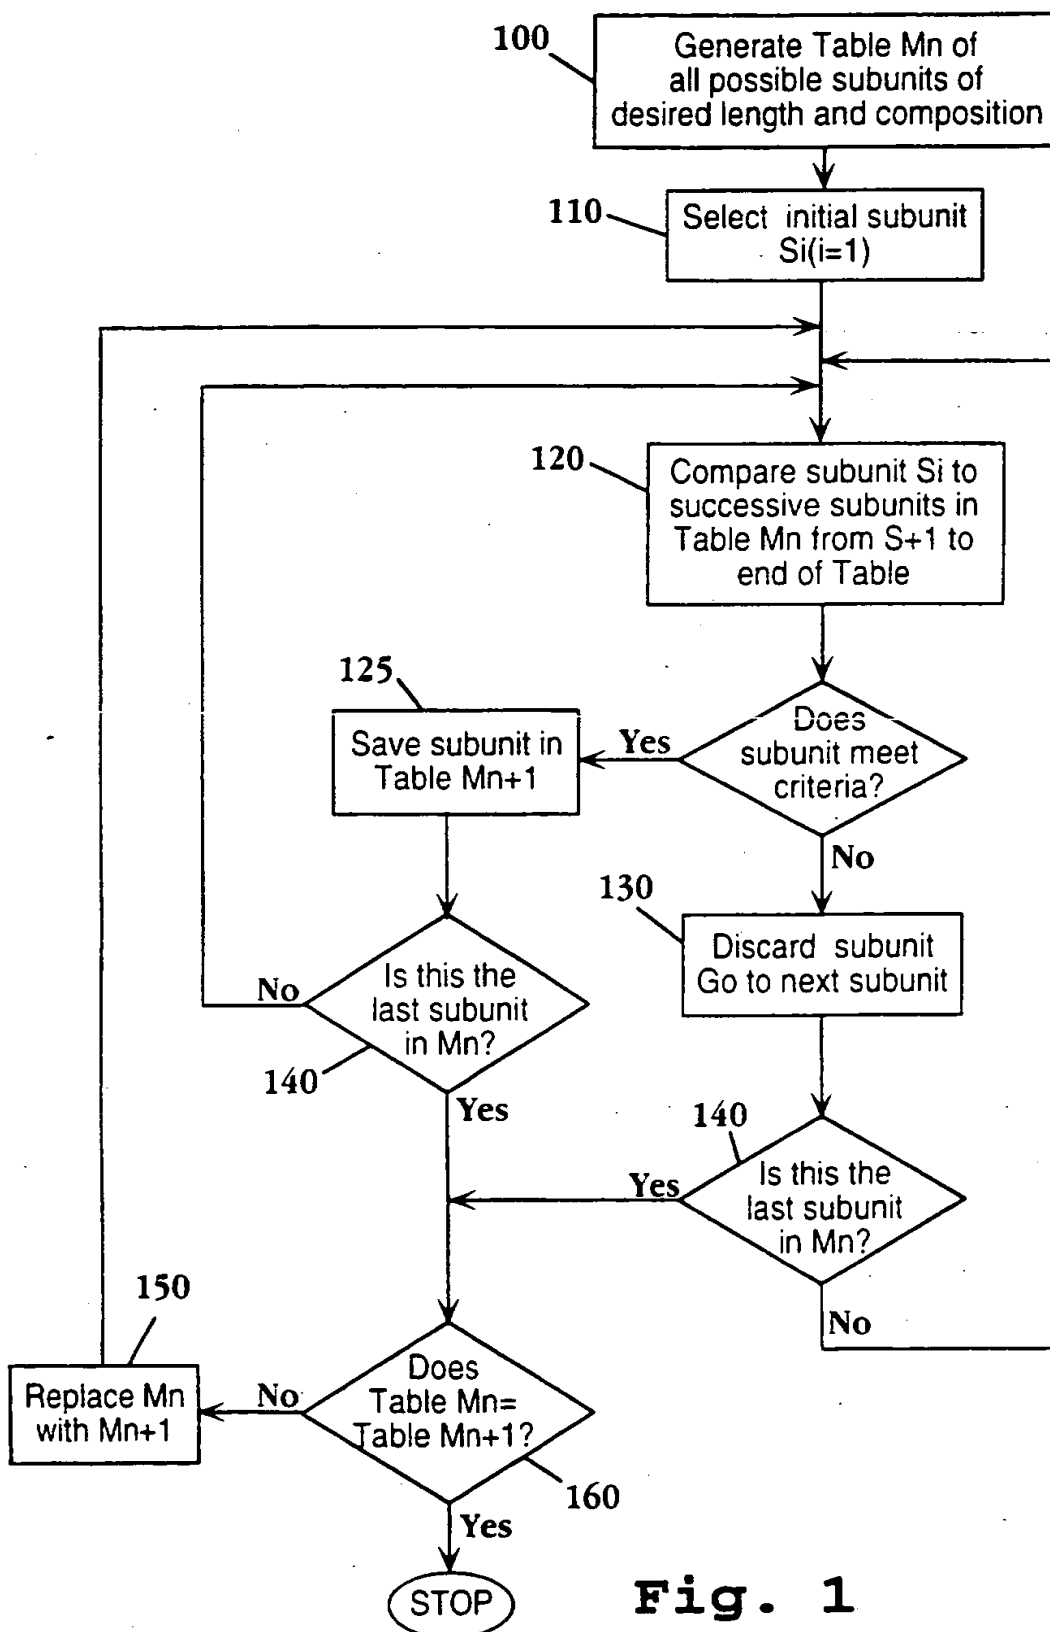 100
Generate Table Mn of
all possible subunits of
desired length and composition
110
Select initial subunit
Si(i=1)
120
Compare subunit Si to
successive subunits in
Table Mn from S+1 to
end of Table
125
Save subunit in
Table Mn+1
Yes
Does
subunit meet
criteria?
No
130
Discard subunit
Go to next subunit
No
Is this the
last subunit
in Mn?
140
Yes
140
Yes
Is this the
last subunit
in Mn?
No
150
Replace Mn
with Mn+1
No
Does
Table Mn=
Table Mn+1?
160
Yes
STOP
Fig. 1